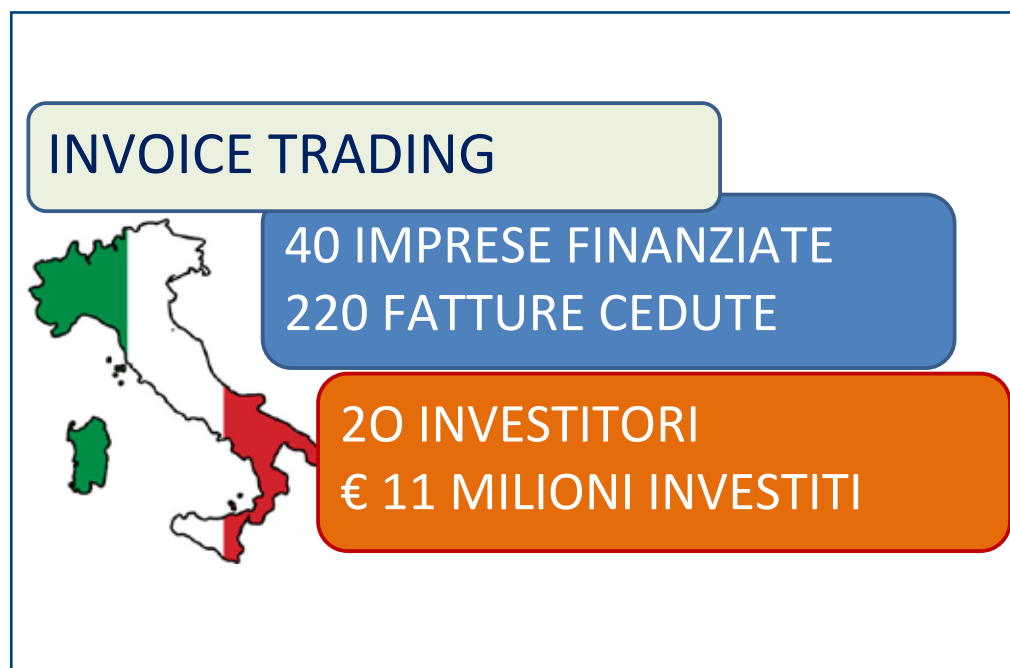 INVOICE TRADING
40 IMPRESE FINANZIATE
220 FATTURE CEDUTE
2O INVESTITORI
€ 11 MILIONI INVESTITI